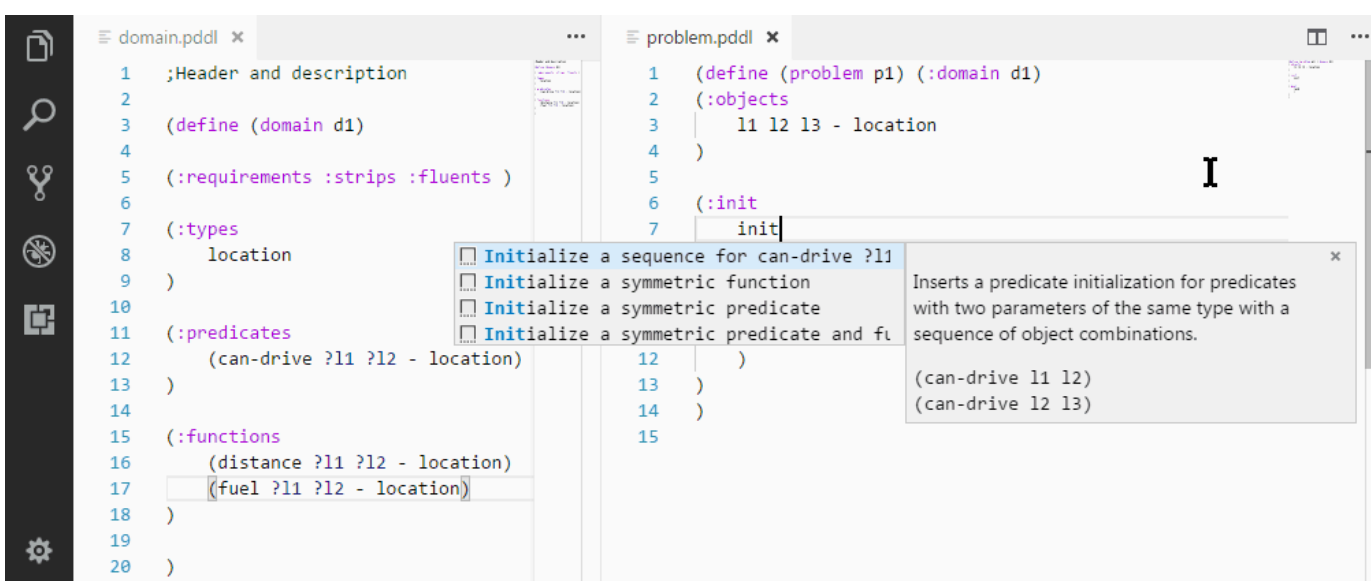 domain.pddl ×
1 ;Header and description
2
3 (define (domain d1)
4
5 (:requirements :strips :fluents )
6
7 (:types
8 location
9 )
10
11 (:predicates
12 (can-drive ?l1 ?l2 - location)
13 )
14
15 (:functions
16 (distance ?l1 ?l2 - location)
17 (fuel ?l1 ?l2 - location)
18 )
19
20 )
problem.pddl ×
1 (define (problem p1) (:domain d1)
2 (:objects
3 l1 l2 l3 - location
4 )
5
6 (:init
7 init
Initialize a sequence for can-drive ?l1
Initialize a symmetric function
Initialize a symmetric predicate
Initialize a symmetric predicate and fu
Inserts a predicate initialization for predicates
with two parameters of the same type with a
sequence of object combinations.
(can-drive l1 l2)
(can-drive l2 l3)
12 )
13 )
14 )
15